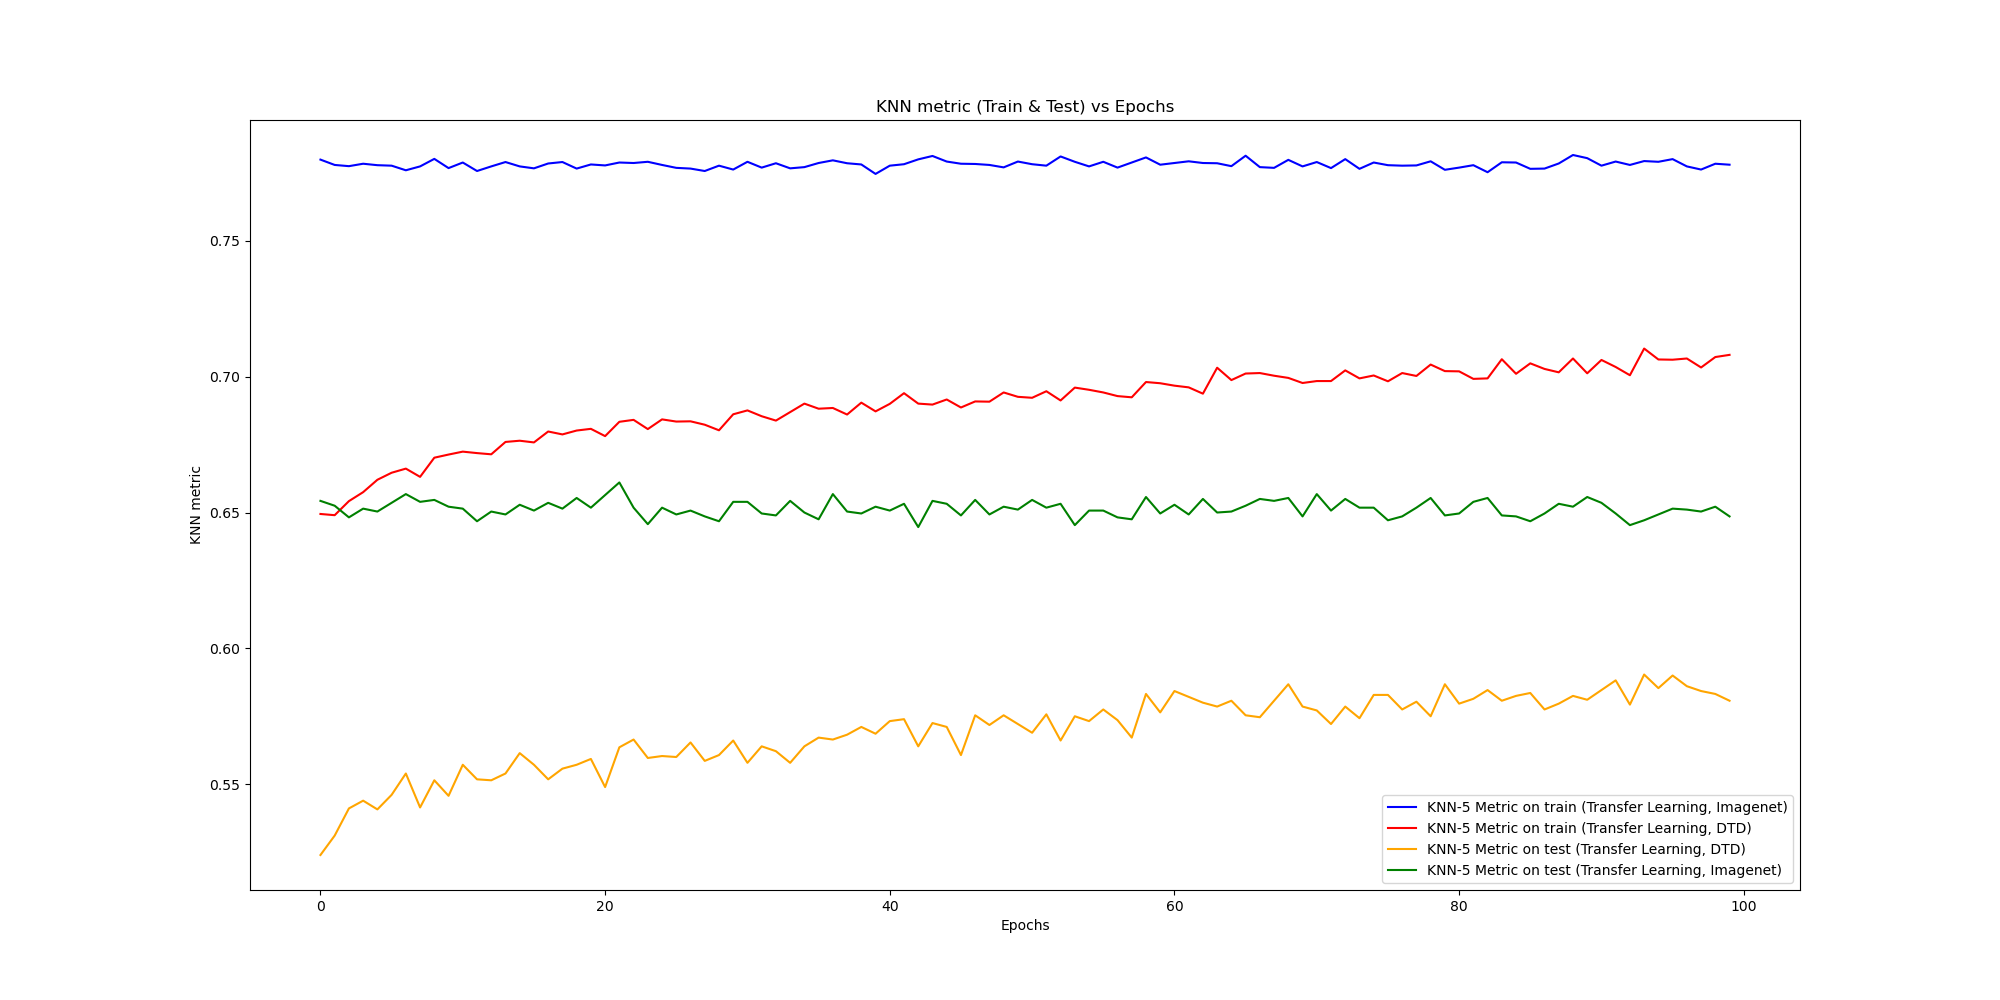 KNN metric (Train & Test) vs Epochs
KNN metric
0.75
0.70
0.65
0.60
0.55
0
20
40
60
80
100
Epochs
KNN-5 Metric on train (Transfer Learning, Imagenet)
KNN-5 Metric on train (Transfer Learning, DTD)
KNN-5 Metric on test (Transfer Learning, DTD)
KNN-5 Metric on test (Transfer Learning, Imagenet)